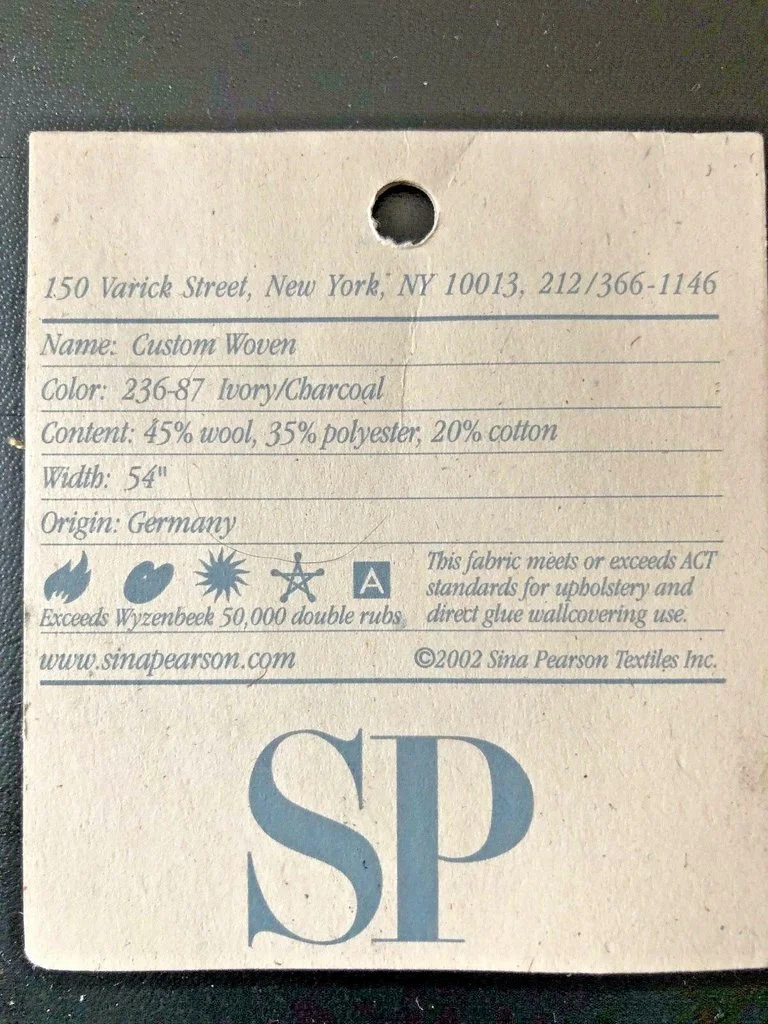 150 Varick Street, New York, NY 10013, 212/366-1146
Name: Custom Woven
Color: 236-87 Ivory/Charcoal
Content: 45% wool, 35% polyester, 20% cotton
Width: 54"
Origin: Germany
A
This fabric meets or exceeds ACT
standards for upholstery and
direct glue wallcovering use.
Exceeds Wyzenbeek 50,000 double rubs.
www.sinapearson.com ©2002 Sina Pearson Textiles Inc.
SP